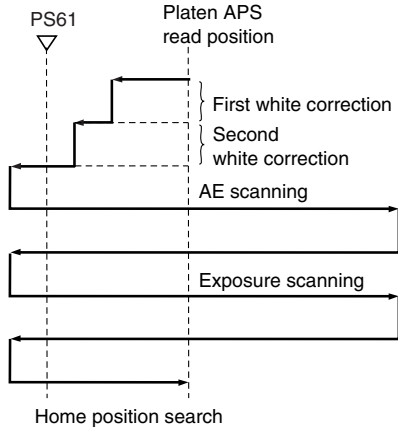 PS61
Platen APS
read position
First white correction
Second
white correction
AE scanning
Exposure scanning
Home position search